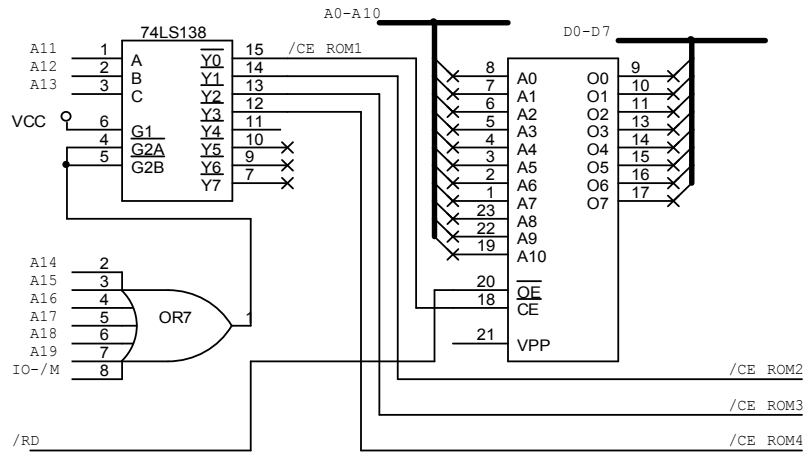 A0-A10
D0-D7
74LS138
A11 1 A Y0 15 /CE ROM1
A12 2 B Y1 14
A13 3 C Y2 13
Y3 12
VCC 6 G1 Y4 11
4 G2A Y5 10
5 G2B Y6 9
Y7 7
8 A0 O0 9
7 A1 O1 10
6 A2 O2 11
5 A3 O3 13
4 A4 O4 14
3 A5 O5 15
2 A6 O6 16
1 A7 O7 17
23 A8
22 A9
19 A10
20 OE
18 CE
21 VPP
A14 2
A15 3
A16 4
A17 5
A18 6
A19 7
IO-/M 8
OR7
1
/CE ROM2
/CE ROM3
/RD
/CE ROM4